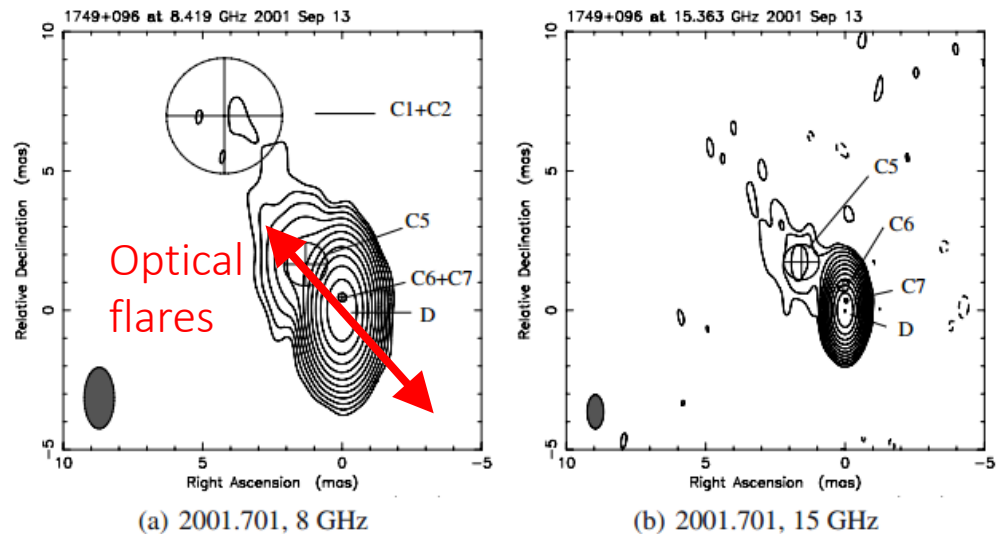 1749+096 at 8.419 GHz 2001 Sep 13
10
5
0
-5
Relative Declination (mas)
C1+C2
C5
C6+C7
D
Optical
flares
10
5
0
-5
Right Ascension (mas)
(a) 2001.701, 8 GHz
1749+096 at 15.363 GHz 2001 Sep 13
10
5
0
-5
Relative Declination (mas)
C5
C6
C7
D
10
5
0
-5
Right Ascension (mas)
(b) 2001.701, 15 GHz